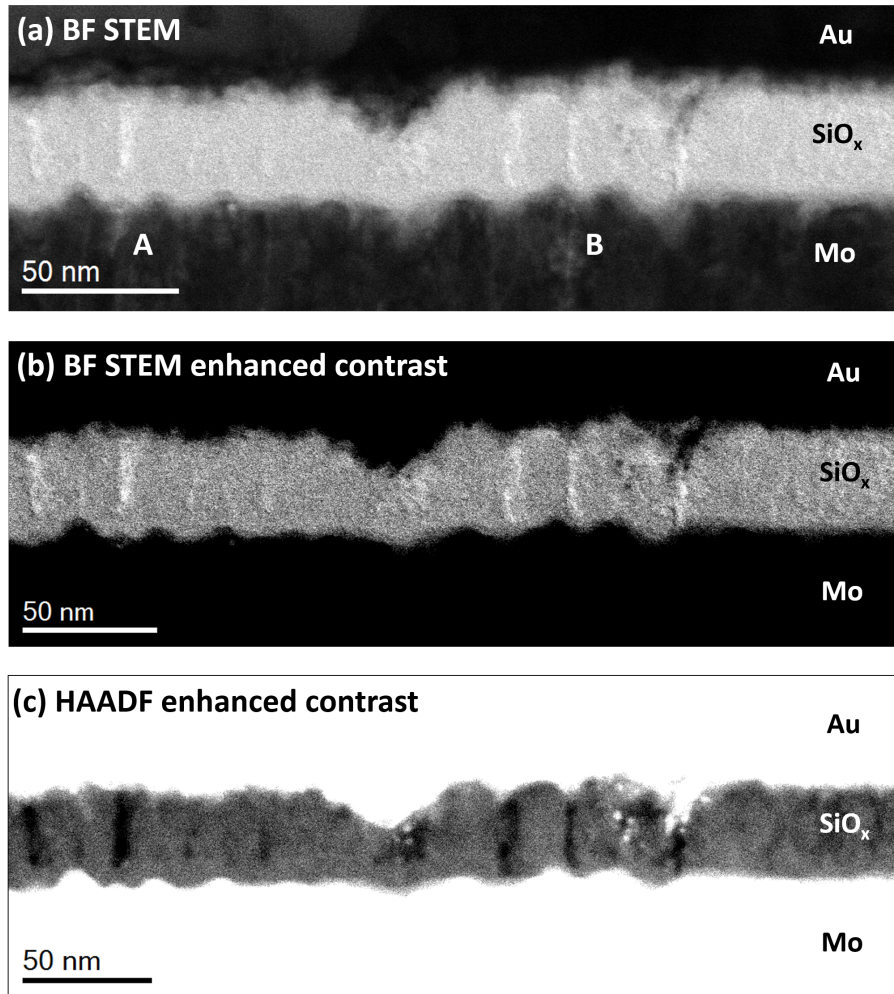 (a) BF STEM
Au
SiOx
A
B
Mo
50 nm
(b) BF STEM enhanced contrast
Au
SiOx
Mo
50 nm
(c) HAADF enhanced contrast
Au
SiOx
Mo
50 nm